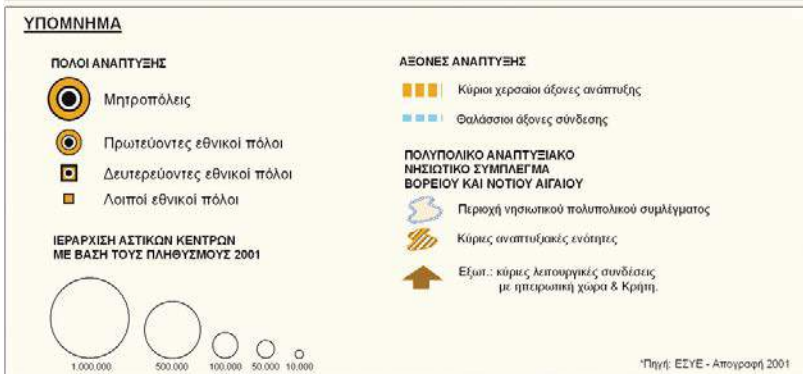 ΥΠΟΜΝΗΜΑ
ΠΟΛΟΙ ΑΝΑΠΤΥΞΗΣ
Μητροπόλεις
Πρωτεύοντες εθνικοί πόλοι
Δευτερεύοντες εθνικοί πόλοι
Λοιποί εθνικοί πόλοι
ΙΕΡΑΡΧΙΣΗ ΑΣΤΙΚΩΝ ΚΕΝΤΡΩΝ
ΜΕ ΒΑΣΗ ΤΟΥΣ ΠΛΗΘΥΣΜΟΥΣ 2001
1.000.000 500.000 100.000 50.000 10.000
ΑΞΟΝΕΣ ΑΝΑΠΤΥΞΗΣ
Κύριοι χερσαίοι άξονες ανάπτυξης
Θαλάσσιοι άξονες σύνδεσης
ΠΟΛΥΠΟΛΙΚΟ ΑΝΑΠΤΥΞΙΑΚΟ
ΝΗΣΙΩΤΙΚΟ ΣΥΜΠΛΕΓΜΑ
ΒΟΡΕΙΟΥ ΚΑΙ ΝΟΤΙΟΥ ΑΙΓΑΙΟΥ
Περιοχή νησιωτικού πολυπολικού συμλέγματος
Κύριες αναπτυξιακές ενότητες
Εξωτ.: κύριες λειτουργικές συνδέσεις
με ηπειρωτική χώρα & Κρήτη.
*Πηγή: ΕΣΥΕ - Απογραφή 2001